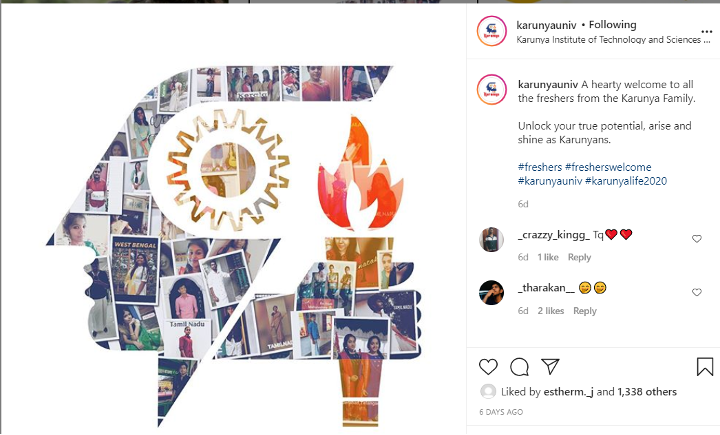 karunyauniv • Following
Karunya Institute of Technology and Sciences ...
karunyauniv A hearty welcome to all
the freshers from the Karunya Family.
Unlock your true potential, arise and
shine as Karunyans.
#freshers #fresherswelcome
#karunyauniv #karunyalife2020
6d
_crazzy_kingg_ Tq❤️❤️
6d 1 like Reply
_tharakan__ 😊😊
6d 2 likes Reply
Liked by estherm._j and 1,338 others
6 DAYS AGO
Kerala
WEST BENGAL
Tamil Nadu
TAMILNADU